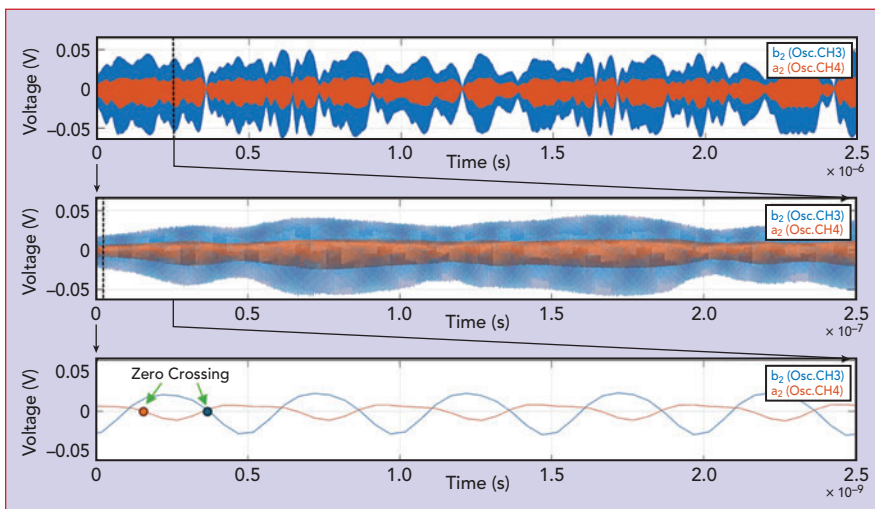 Voltage (V)
0.05
0
−0.05
b2 (Osc.CH3)
a2 (Osc.CH4)
0
0.5
1.0
1.5
2.0
2.5
Time (s)
× 10−6
Voltage (V)
0.05
0
−0.05
b2 (Osc.CH3)
a2 (Osc.CH4)
0
0.5
1.0
1.5
2.0
2.5
Time (s)
× 10−7
Voltage (V)
0.05
0
−0.05
Zero Crossing
b2 (Osc.CH3)
a2 (Osc.CH4)
0
0.5
1.0
1.5
2.0
2.5
Time (s)
× 10−9